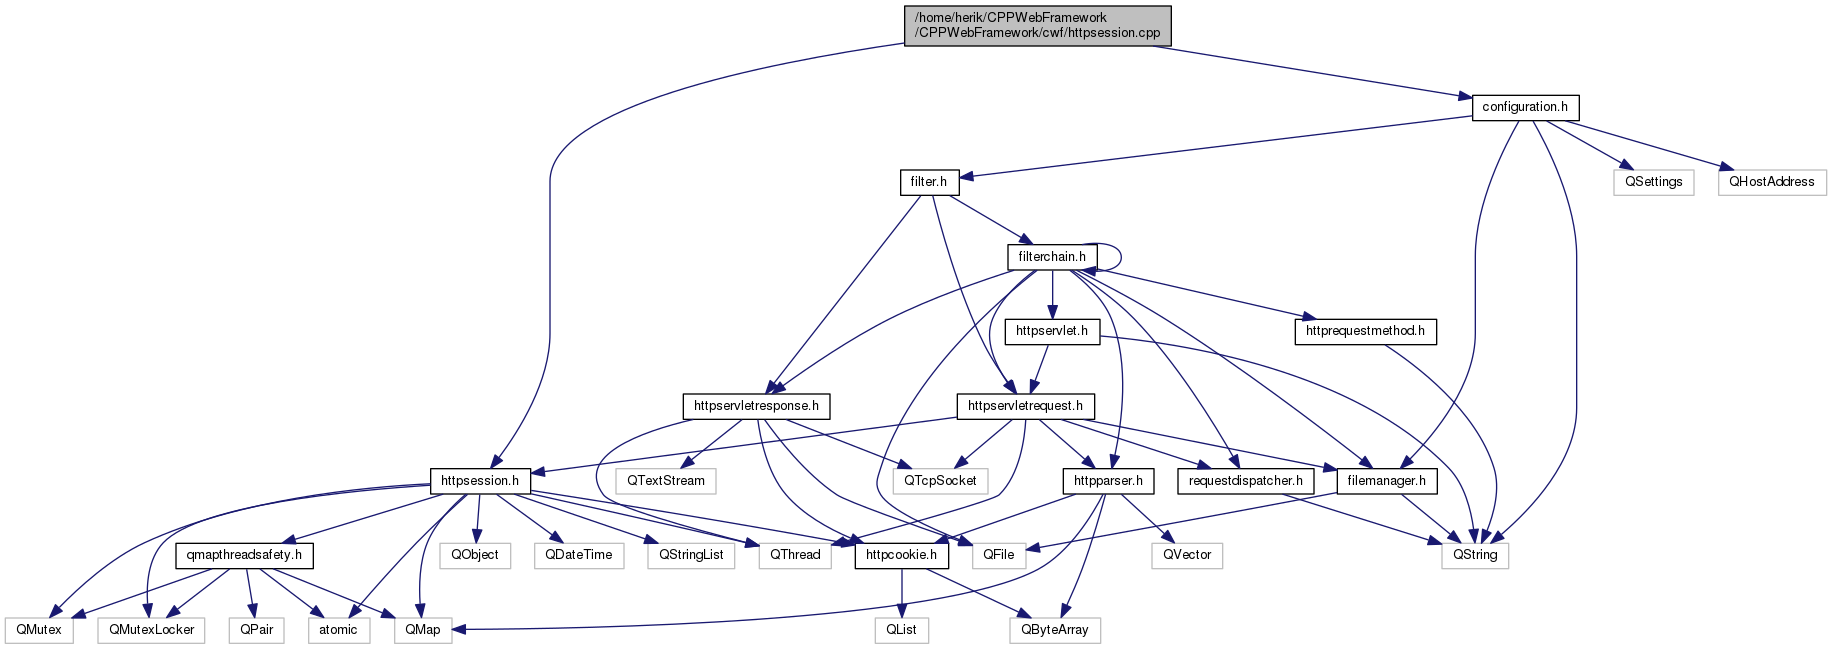 /home/herik/CPPWebFramework
/CPPWebFramework/cwf/httpsession.cpp
configuration.h
filter.h
QSettings
QHostAddress
filterchain.h
httpservlet.h
httprequestmethod.h
httpservletresponse.h
httpservletrequest.h
httpsession.h
QTextStream
QTcpSocket
httpparser.h
requestdispatcher.h
filemanager.h
qmapthreadsafety.h
QObject
QDateTime
QStringList
QThread
httpcookie.h
QFile
QVector
QString
QMutex
QMutexLocker
QPair
atomic
QMap
QList
QByteArray